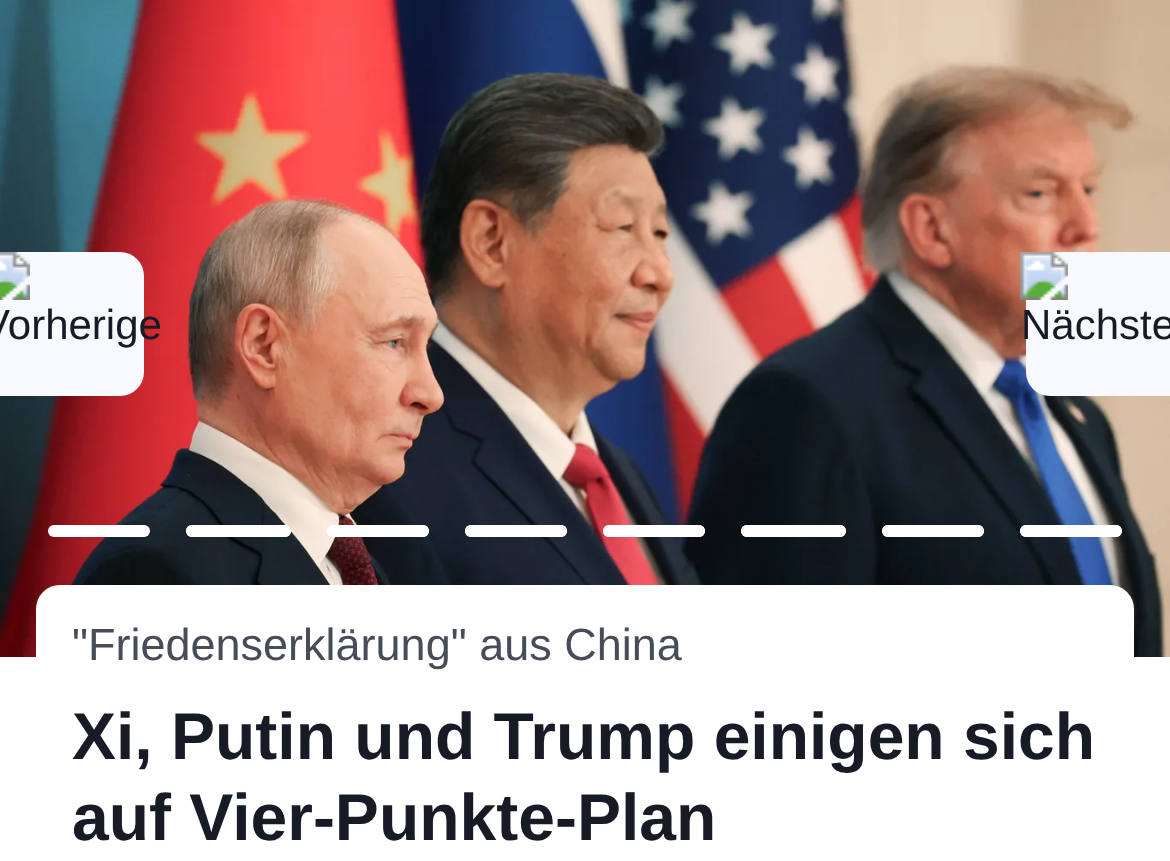 Vorherige
Nächste
"Friedenserklärung" aus China
Xi, Putin und Trump einigen sich
auf Vier-Punkte-Plan